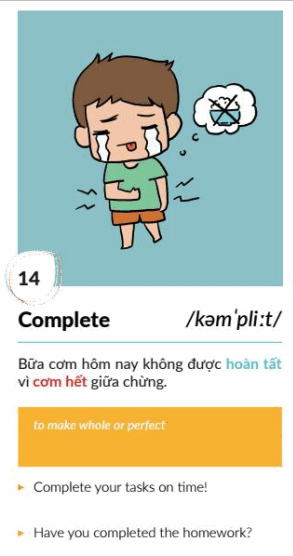 14
Complete /kəmˈpliːt/
Bữa cơm hôm nay không được hoàn tất
vì cơm hết giữa chừng.
to make whole or perfect
Complete your tasks on time!
Have you completed the homework?